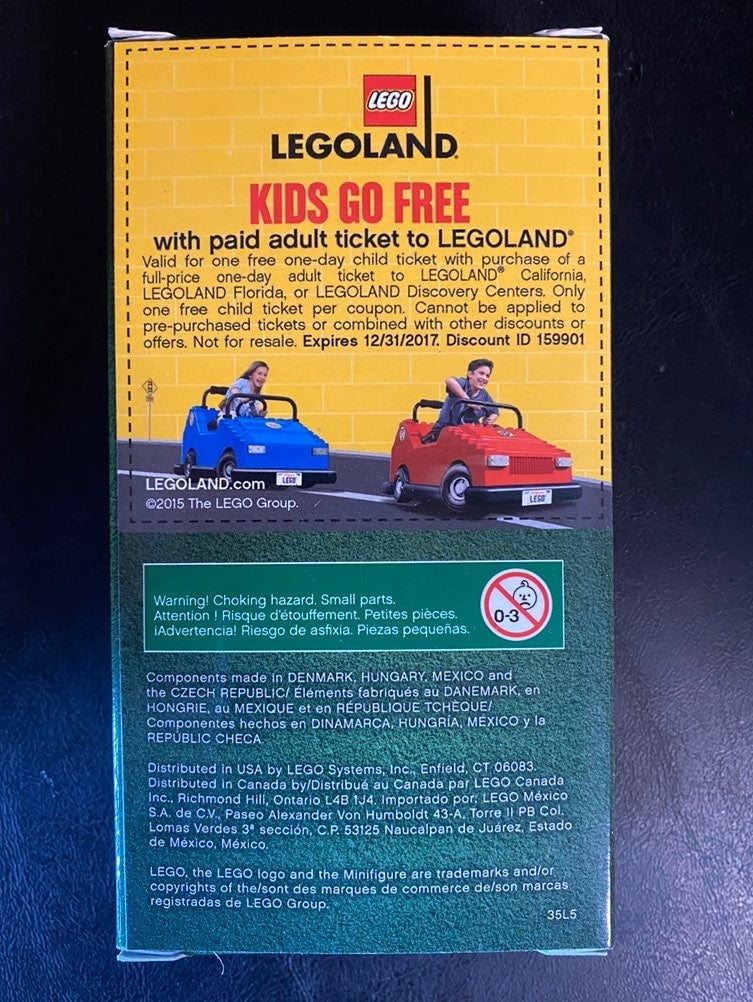 LEGO
LEGOLAND®
KIDS GO FREE
with paid adult ticket to LEGOLAND®
Valid for one free one-day child ticket with purchase of a
full-price one-day adult ticket to LEGOLAND® California,
LEGOLAND Florida, or LEGOLAND Discovery Centers. Only
one free child ticket per coupon. Cannot be applied to
pre-purchased tickets or combined with other discounts or
offers. Not for resale. Expires 12/31/2017. Discount ID 159901
LEGO
LEGO
LEGOLAND.com
©2015 The LEGO Group.
Warning! Choking hazard. Small parts.
Attention ! Risque d'étouffement. Petites pièces.
¡Advertencia! Riesgo de asfixia. Piezas pequeñas.
0-3
Components made in DENMARK, HUNGARY, MEXICO and
the CZECH REPUBLIC/ Éléments fabriqués au DANEMARK, en
HONGRIE, au MEXIQUE et en RÉPUBLIQUE TCHÈQUE/
Componentes hechos en DINAMARCA, HUNGRÍA, MÉXICO y la
REPÚBLIC CHECA.
Distributed in USA by LEGO Systems, Inc., Enfield, CT 06083.
Distributed in Canada by/Distribué au Canada par LEGO Canada
Inc., Richmond Hill, Ontario L4B 1J4. Importado por: LEGO México
S.A. de C.V., Paseo Alexander Von Humboldt 43-A, Torre II PB Col.
Lomas Verdes 3ª sección, C.P. 53125 Naucalpan de Juárez, Estado
de México, México.
LEGO, the LEGO logo and the Minifigure are trademarks and/or
copyrights of the/sont des marques de commerce de/son marcas
registradas de LEGO Group.
35L5